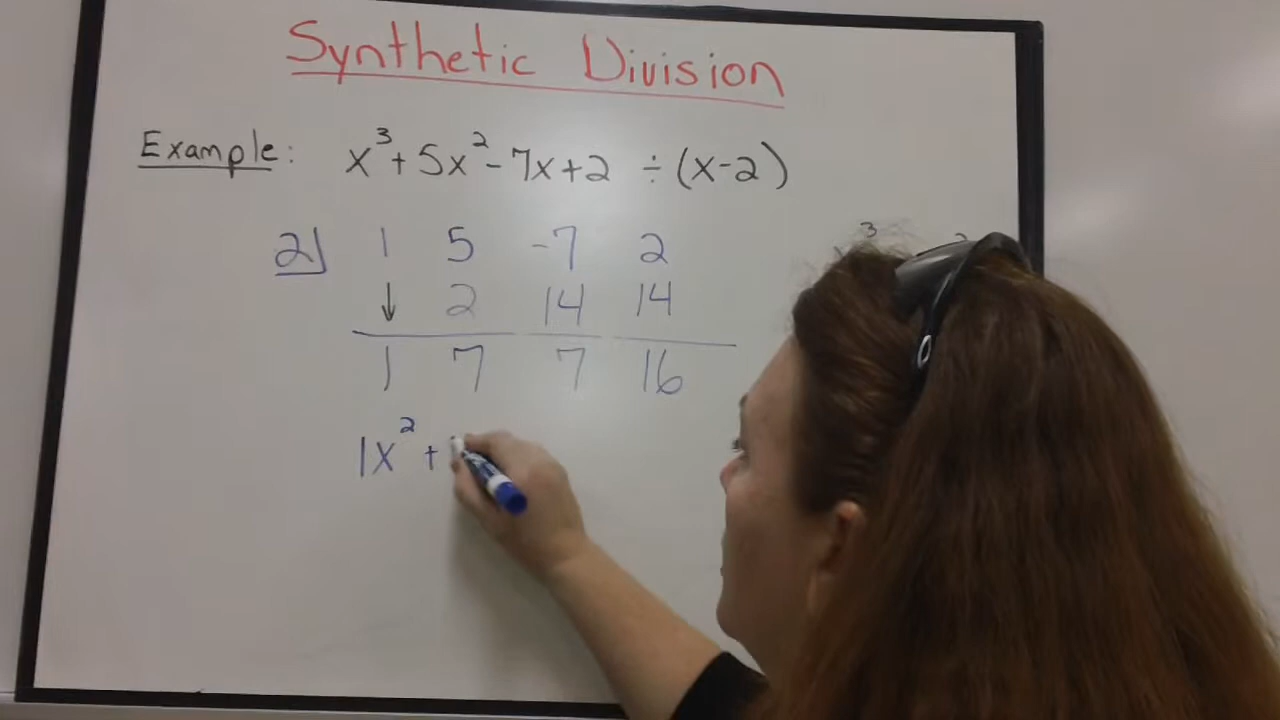 Synthetic Division
Example: x³ + 5x² - 7x + 2 ÷ (x - 2)
2 1 5 -7 2
↓ 2 14 14
1 7 7 16
1x² +